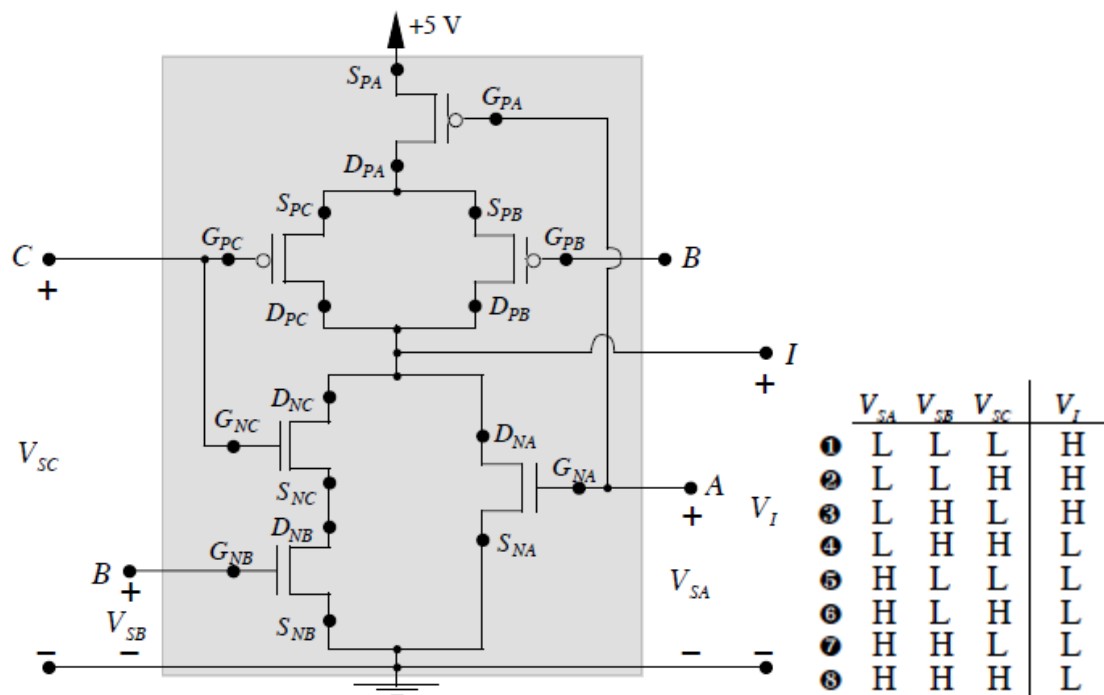 +5 V
S_PA
G_PA
D_PA
S_PC S_PB
G_PC G_PB
C B
+
D_PC D_PB
I
+
D_NC
G_NC D_NA
V_SC G_NA
S_NC A
+
D_NB V_I
G_NB S_NA
B
+
V_SA
V_SB S_NB
− − − −
V_SA V_SB V_SC V_I
❶ L L L H
❷ L L H H
❸ L H L H
❹ L H H L
❺ H L L L
❻ H L H L
❼ H H L L
❽ H H H L